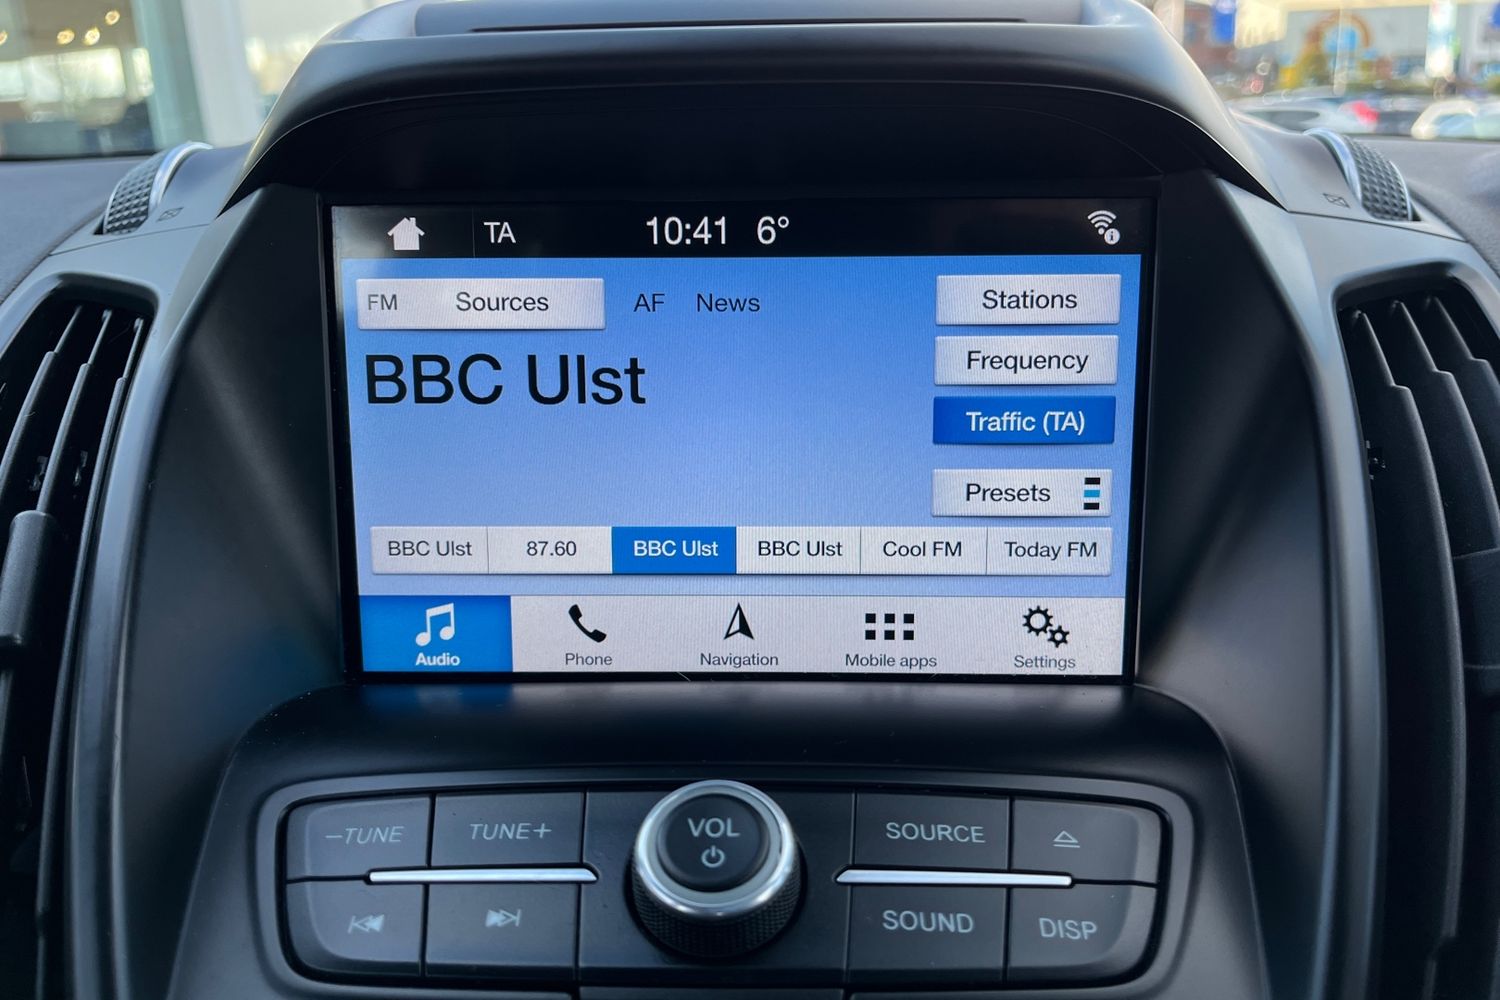 TA 10:41 6°
FM Sources AF News Stations
BBC Ulst
Frequency
Traffic (TA)
Presets
BBC Ulst 87.60 BBC Ulst BBC Ulst Cool FM Today FM
Audio Phone Navigation Mobile apps Settings
−TUNE TUNE+ VOL SOURCE
SOUND DISP